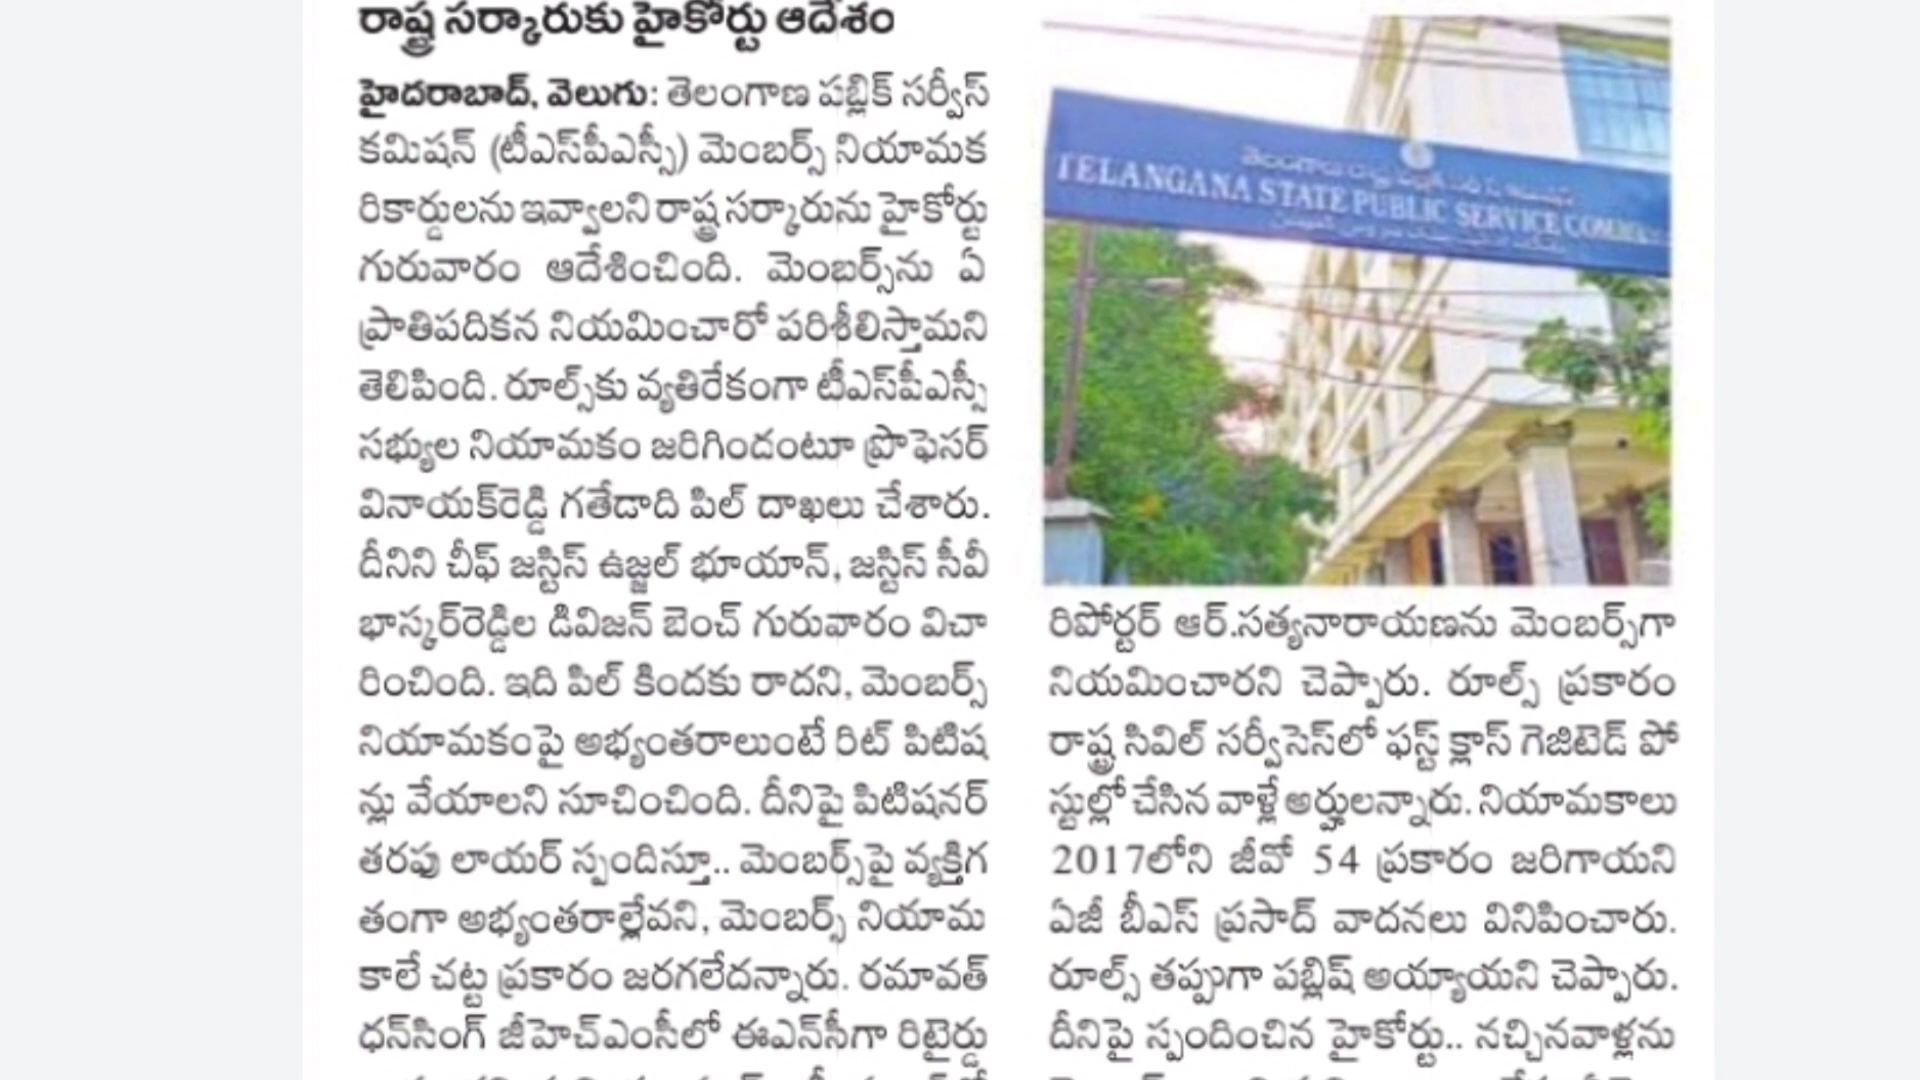 రాష్ట్ర సర్కారుకు హైకోర్టు ఆదేశం
హైదరాబాద్, వెలుగు: తెలంగాణ పబ్లిక్ సర్వీస్
కమిషన్ (టీఎస్‌పీఎస్సీ) మెంబర్స్ నియామక
రికార్డులను ఇవ్వాలని రాష్ట్ర సర్కారును హైకోర్టు
గురువారం ఆదేశించింది. మెంబర్స్‌ను ఏ
ప్రాతిపదికన నియమించారో పరిశీలిస్తామని
తెలిపింది. రూల్స్‌కు వ్యతిరేకంగా టీఎస్‌పీఎస్సీ
సభ్యుల నియామకం జరిగిందంటూ ప్రొఫెసర్
వినాయక్‌రెడ్డి గతేడాది పిల్ దాఖలు చేశారు.
దీనిని చీఫ్ జస్టిస్ ఉజ్జల్ భూయాన్, జస్టిస్ సీవీ
భాస్కర్‌రెడ్డిల డివిజన్ బెంచ్ గురువారం విచా
రించింది. ఇది పిల్ కిందకు రాదని, మెంబర్స్
నియామకంపై అభ్యంతరాలుంటే రిట్ పిటిష
న్లు వేయాలని సూచించింది. దీనిపై పిటిషనర్
తరఫు లాయర్ స్పందిస్తూ.. మెంబర్స్‌పై వ్యక్తిగ
తంగా అభ్యంతరాల్లేవని, మెంబర్స్ నియామ
కాలే చట్ట ప్రకారం జరగలేదన్నారు. రమావత్
ధన్‌సింగ్ జీహెచ్‌ఎంసీలో ఈఎన్‌సీగా రిటైర్డు
TELANGANA STATE PUBLIC SERVICE
రిపోర్టర్ ఆర్.సత్యనారాయణను మెంబర్స్‌గా
నియమించారని చెప్పారు. రూల్స్ ప్రకారం
రాష్ట్ర సివిల్ సర్వీసెస్‌లో ఫస్ట్ క్లాస్ గెజిటెడ్ పో
స్టుల్లో చేసిన వాళ్లే అర్హులన్నారు. నియామకాలు
2017లోని జీవో 54 ప్రకారం జరిగాయని
ఏజీ బీఎస్ ప్రసాద్ వాదనలు వినిపించారు.
రూల్స్ తప్పుగా పబ్లిష్ అయ్యాయని చెప్పారు.
దీనిపై స్పందించిన హైకోర్టు.. నచ్చినవాళ్లను